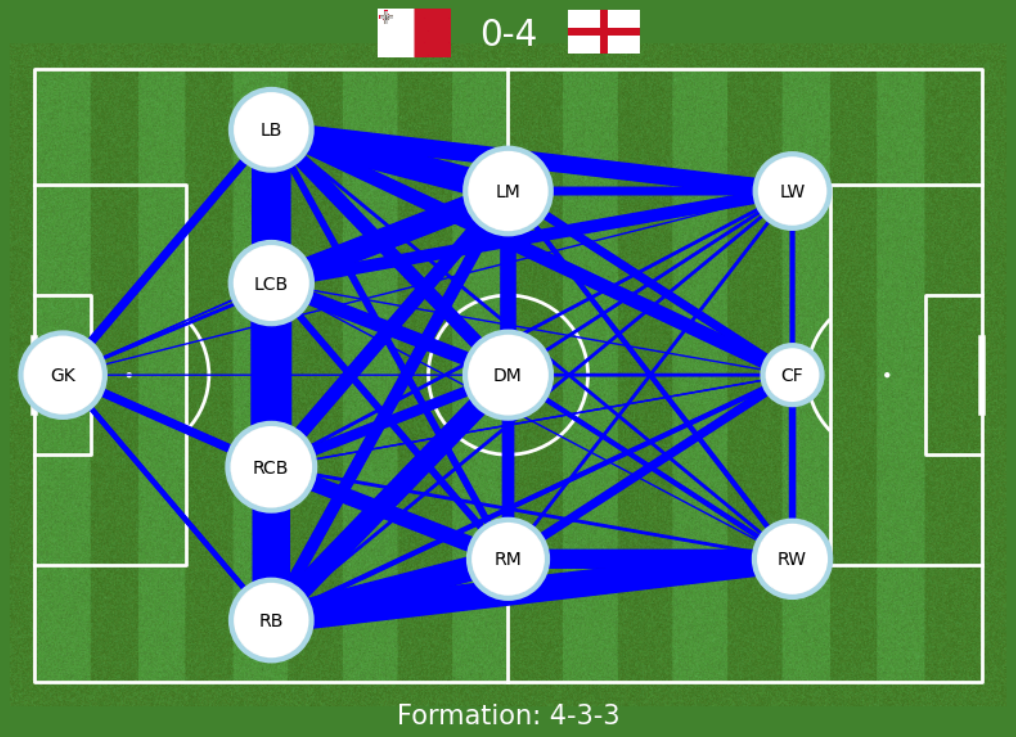 0-4
LB
LM
LW
LCB
GK
DM
CF
RCB
RM
RW
RB
Formation: 4-3-3